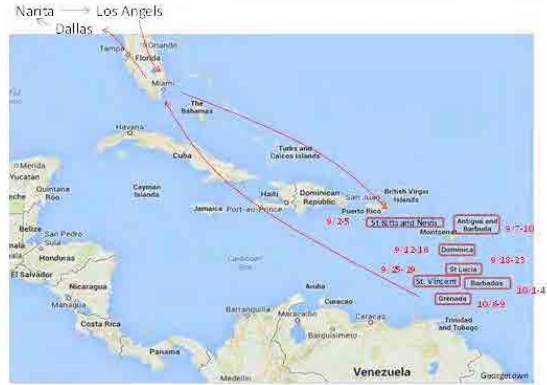 Narita → Los Angels
Dallas
Orlando
Tampa
Florida
Miami
The
Bahamas
Havana
Cuba
Turks and
Caicos Islands
Merida
Yucatan
Quintana
Roo
Cayman
Islands
Haiti
Dominican
Republic
San Juan
British Virgin
Islands
Jamaica
Port-au-Prince
Puerto Rico
9/2-5
St Kitts and Nevis
Antigua and
Barbuda
9/7-10
Montserrat
Belize
San Pedro
Sula
Dominica
9/12-16
9/18-23
Honduras
Caribbean
Sea
9/25-29
St Lucia
El Salvador
Nicaragua
St. Vincent
Barbados
10/1-4
Managua
Aruba
Curacao
Grenada
10/6-9
Barranquilla
Maracaibo
Caracas
Trinidad
and Tobago
Costa Rica
Barquisimeto
Panama
Medellin
Venezuela
Georgetown